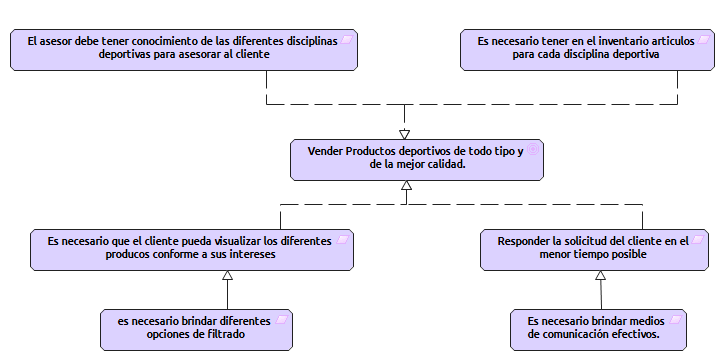 El asesor debe tener conocimiento de las diferentes disciplinas
deportivas para asesorar al cliente
Es necesario tener en el inventario articulos
para cada disciplina deportiva
Vender Productos deportivos de todo tipo y
de la mejor calidad.
Es necesario que el cliente pueda visualizar los diferentes
producos conforme a sus intereses
Responder la solicitud del cliente en el
menor tiempo posible
es necesario brindar diferentes
opciones de filtrado
Es necesario brindar medios
de comunicación efectivos.